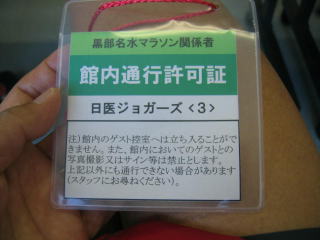 黒部名水マラソン関係者
館内通行許可証
日医ジョガーズ <3>
注)館内のゲスト控室へは立ち入ることがで
きません。また、館内においてのゲストとの
写真撮影又はサイン等は禁止とします。
上記以外にも通行できない場合があります
(スタッフにお尋ねください)。